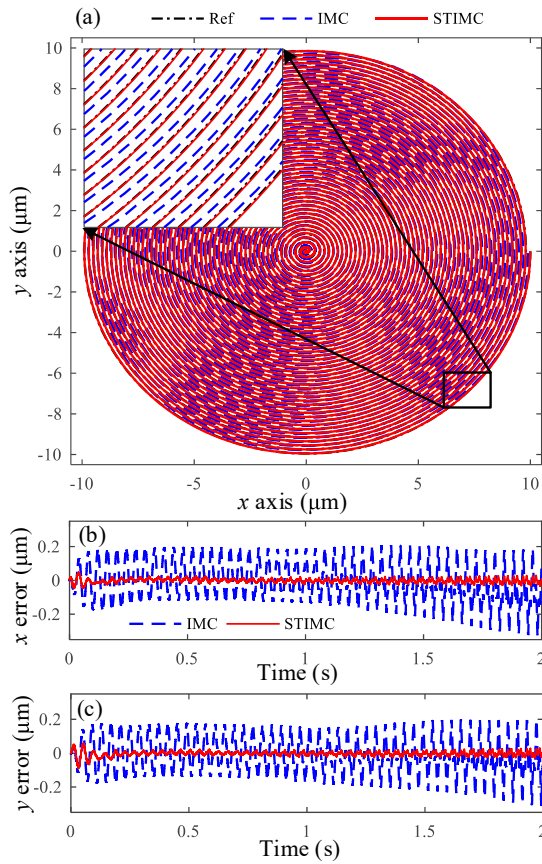 (a)
Ref IMC STIMC
10
8
6
4
2
0
-2
-4
-6
-8
-10
y axis (μm)
-10 -5 0 5 10
x axis (μm)
(b)
0.2
0
-0.2
x error (μm)
IMC STIMC
0 0.5 1 1.5 2
Time (s)
(c)
0.2
0
-0.2
y error (μm)
0 0.5 1 1.5 2
Time (s)